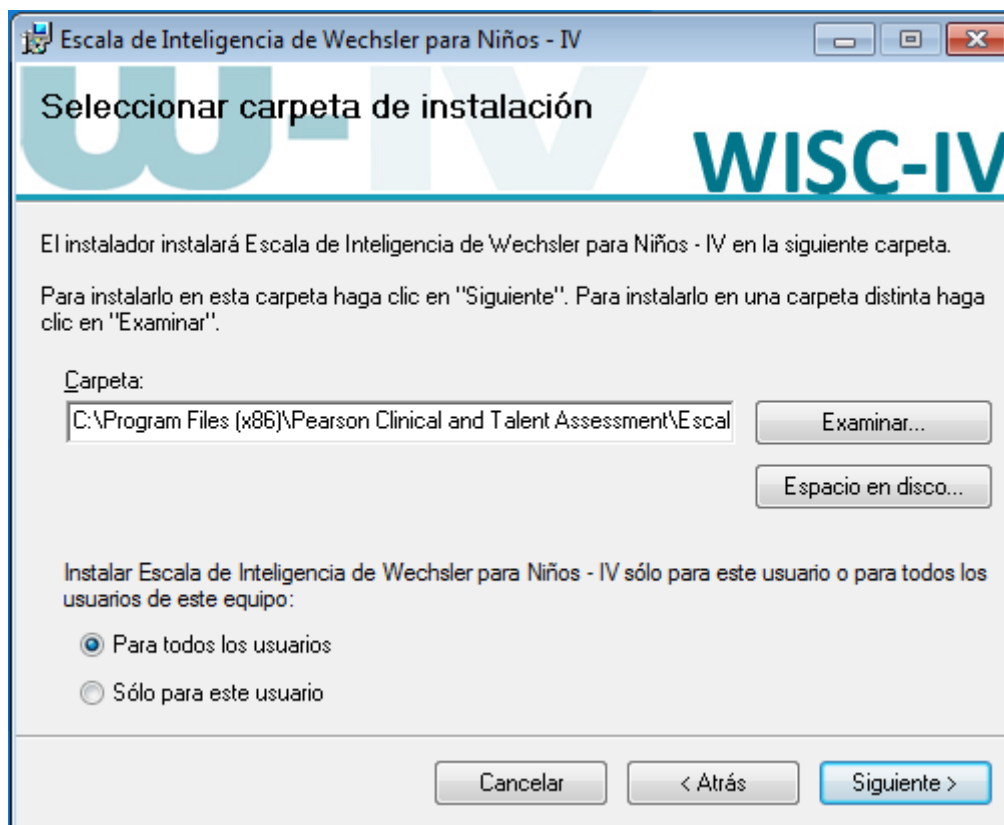 Escala de Inteligencia de Wechsler para Niños - IV
Seleccionar carpeta de instalación
W-IV
WISC-IV
El instalador instalará Escala de Inteligencia de Wechsler para Niños - IV en la siguiente carpeta.
Para instalarlo en esta carpeta haga clic en "Siguiente". Para instalarlo en una carpeta distinta haga
clic en "Examinar".
Carpeta:
C:\Program Files (x86)\Pearson Clinical and Talent Assessment\Escal
Examinar...
Espacio en disco...
Instalar Escala de Inteligencia de Wechsler para Niños - IV sólo para este usuario o para todos los
usuarios de este equipo:
Para todos los usuarios
Sólo para este usuario
Cancelar
< Atrás
Siguiente >